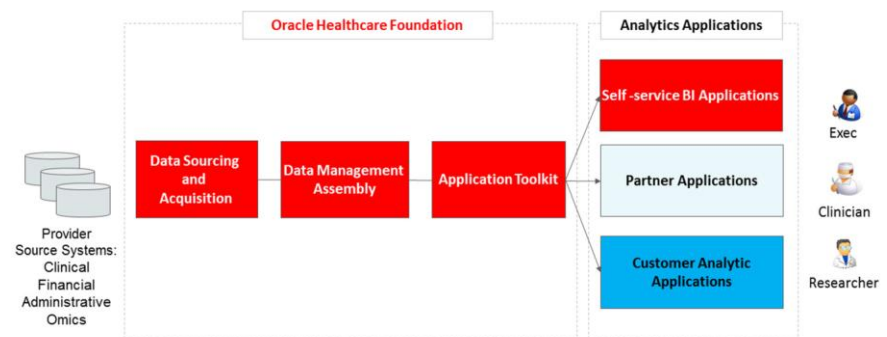 Oracle Healthcare Foundation
Analytics Applications
Provider
Source Systems:
Clinical
Financial
Administrative
Omics
Data Sourcing
and
Acquisition
Data Management
Assembly
Application Toolkit
Self -service BI Applications
Partner Applications
Customer Analytic
Applications
Exec
Clinician
Researcher